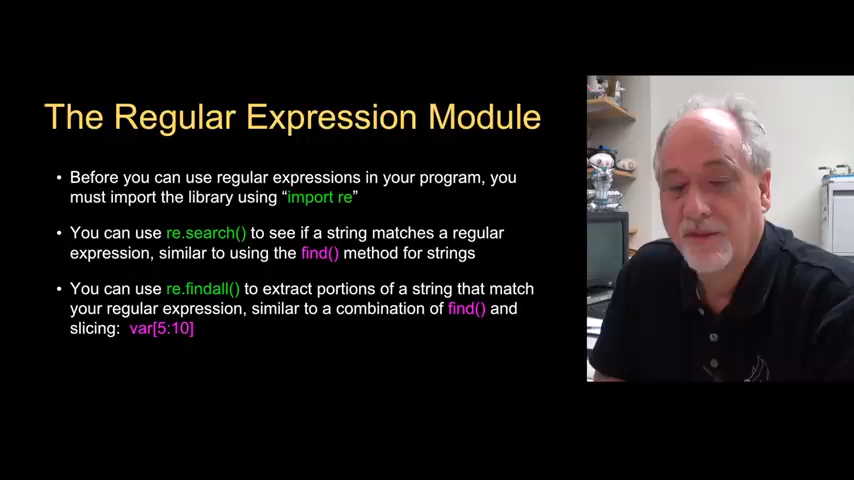 The Regular Expression Module
• Before you can use regular expressions in your program, you
must import the library using “import re”
• You can use re.search() to see if a string matches a regular
expression, similar to using the find() method for strings
• You can use re.findall() to extract portions of a string that match
your regular expression, similar to a combination of find() and
slicing: var[5:10]